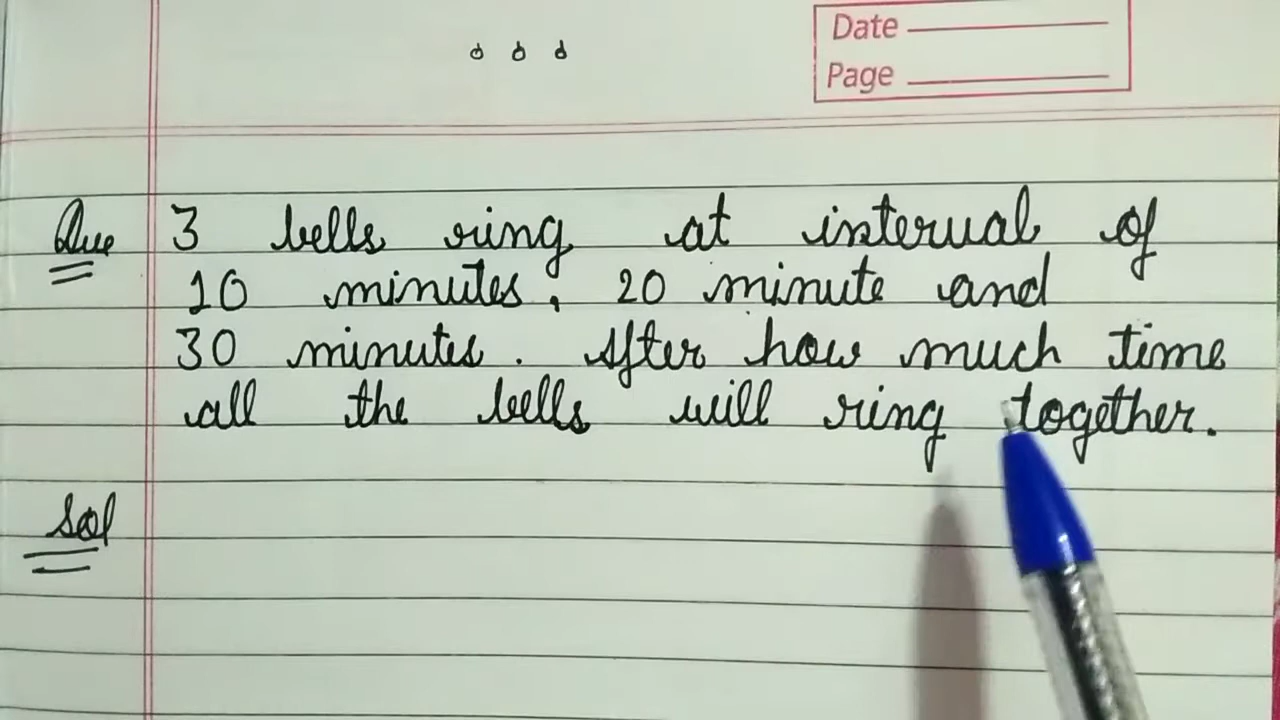 Date
Page
Que 3 bells ring at interval of
10 minutes, 20 minute and
30 minutes. After how much time
all the bells will ring together.
Sol